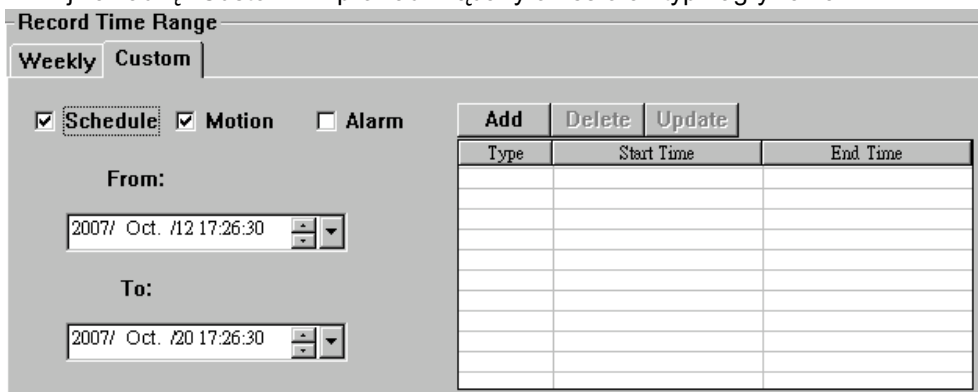 Record Time Range
Weekly Custom
Schedule Motion Alarm
Add Delete Update
Type Start Time End Time
From:
2007/ Oct. /12 17:26:30
To:
2007/ Oct. /20 17:26:30